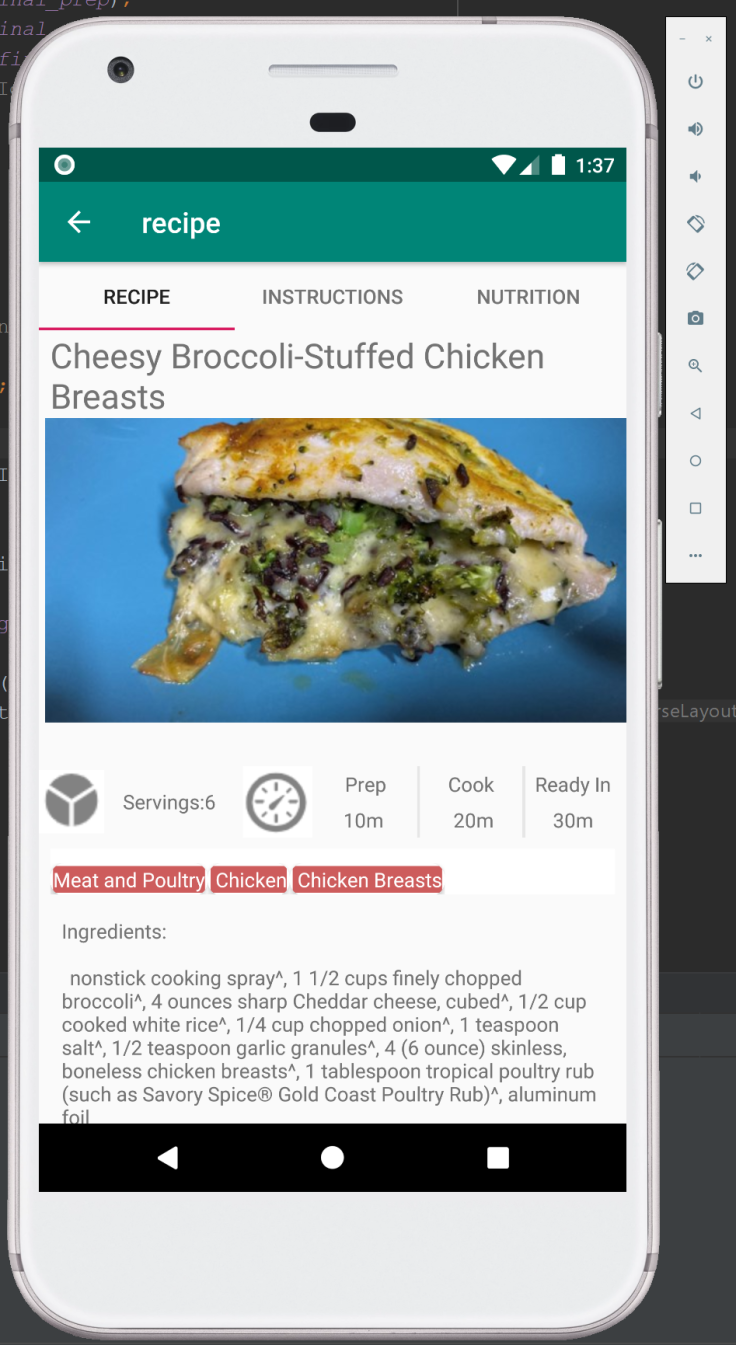 inal_prep);
inal
1:37
recipe
RECIPE INSTRUCTIONS NUTRITION
Cheesy Broccoli-Stuffed Chicken
Breasts
rseLayout
Servings:6
Prep Cook Ready In
10m 20m 30m
Meat and Poultry Chicken Chicken Breasts
Ingredients:
nonstick cooking spray^, 1 1/2 cups finely chopped
broccoli^, 4 ounces sharp Cheddar cheese, cubed^, 1/2 cup
cooked white rice^, 1/4 cup chopped onion^, 1 teaspoon
salt^, 1/2 teaspoon garlic granules^, 4 (6 ounce) skinless,
boneless chicken breasts^, 1 tablespoon tropical poultry rub
(such as Savory Spice® Gold Coast Poultry Rub)^, aluminum
foil